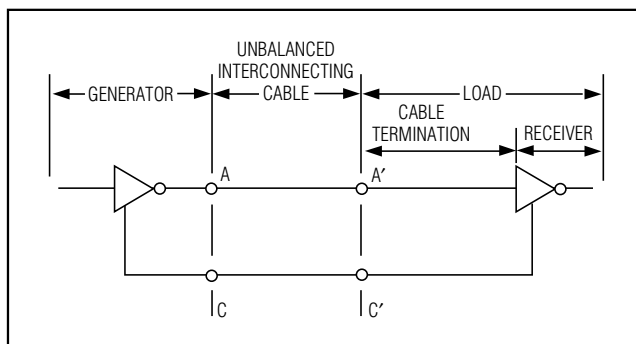 UNBALANCED
INTERCONNECTING
CABLE
GENERATOR
LOAD
CABLE
TERMINATION
RECEIVER
A
A′
C
C′